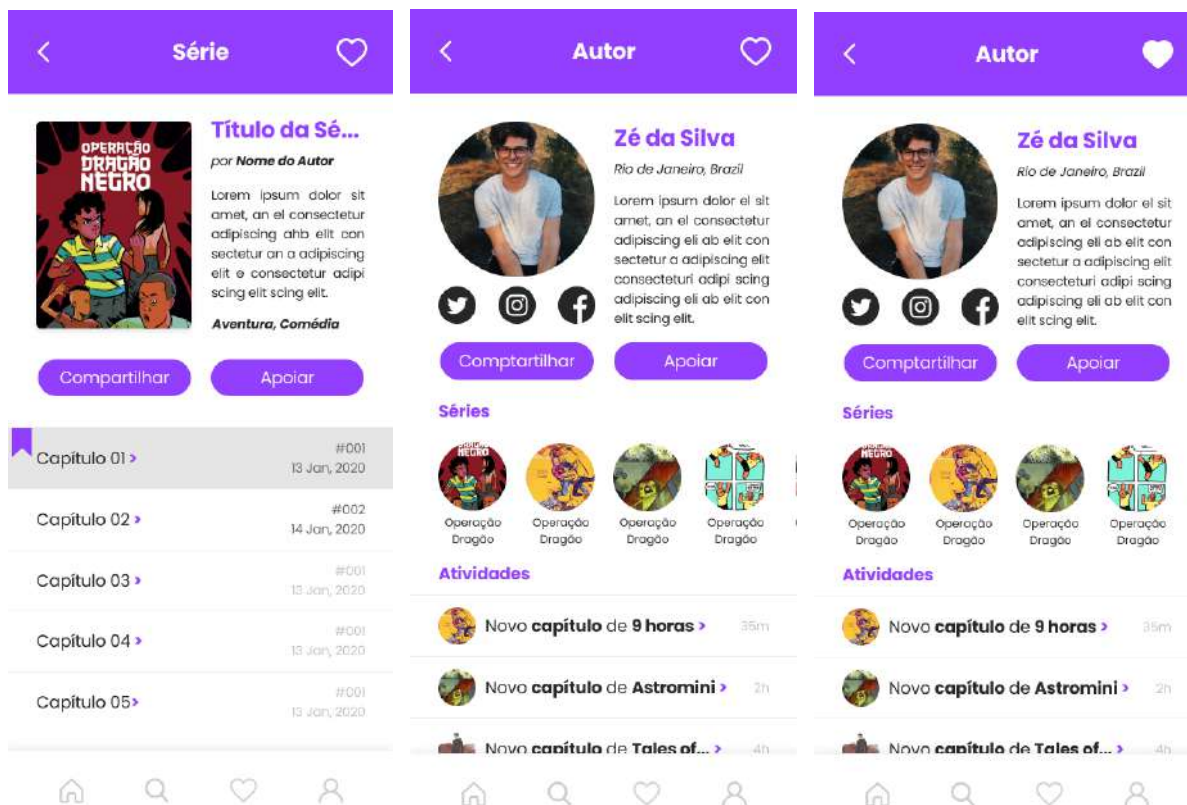 Série
OPERAÇÃO
DRAGÃO
NEGRO
Título da Sé...
por Nome do Autor
Lorem ipsum dolor sit
amet, an el consectetur
adipiscing ahb elit con
sectetur an a adipiscing
elit e consectetur adipi
scing elit scing elit.
Aventura, Comédia
Compartilhar
Apoiar
Capítulo 01 >
#001
13 Jan, 2020
Capítulo 02 >
#002
14 Jan, 2020
Capítulo 03 >
#001
13 Jan, 2020
Capítulo 04 >
#001
13 Jan, 2020
Capítulo 05>
#001
13 Jan, 2020
Autor
Zé da Silva
Rio de Janeiro, Brazil
Lorem ipsum dolor el sit
amet, an el consectetur
adipiscing eli ab elit con
sectetur a adipiscing elit
consecteturi adipi scing
adipiscing eli ab elit con
elit scing elit.
Comptartilhar
Apoiar
Séries
NEGRO
Operação
Dragão
Operação
Dragão
Operação
Dragão
Operação
Dragão
Atividades
Novo capítulo de 9 horas >
35m
Novo capítulo de Astromini >
2h
Novo capítulo de Tales of... >
4h
Autor
Zé da Silva
Rio de Janeiro, Brazil
Lorem ipsum dolor el sit
amet, an el consectetur
adipiscing eli ab elit con
sectetur a adipiscing elit
consecteturi adipi scing
adipiscing eli ab elit con
elit scing elit.
Comptartilhar
Apoiar
Séries
NEGRO
Operação
Dragão
Operação
Dragão
Operação
Dragão
Operação
Dragão
Atividades
Novo capítulo de 9 horas >
35m
Novo capítulo de Astromini >
2h
Novo capítulo de Tales of... >
4h